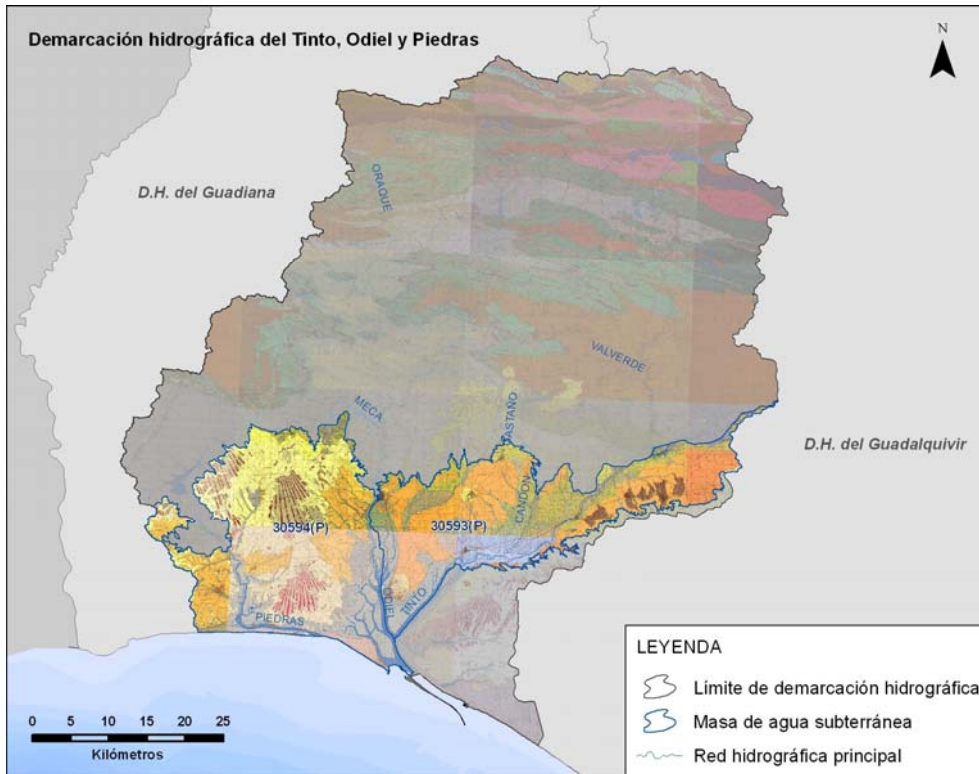 Demarcación hidrográfica del Tinto, Odiel y Piedras
N
D.H. del Guadiana
ORAQUE
VALVERDE
MECA
CASTAÑO
D.H. del Guadalquivir
CANDON
30594(P)
30593(P)
ODIEL
TINTO
PIEDRAS
LEYENDA
Límite de demarcación hidrográfica
Masa de agua subterránea
Red hidrográfica principal
0 5 10 15 20 25
Kilómetros